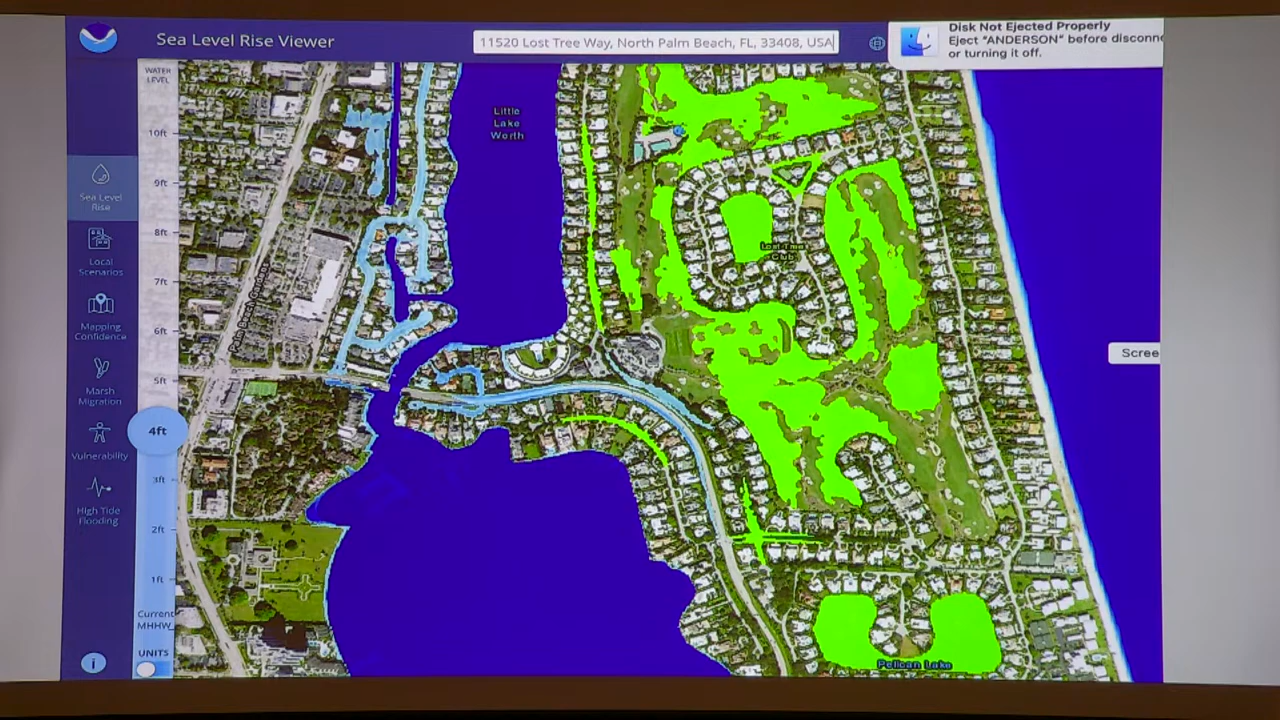 Sea Level Rise Viewer
11520 Lost Tree Way, North Palm Beach, FL, 33408, USA
Disk Not Ejected Properly
Eject "ANDERSON" before disconne
or turning it off.
WATER
LEVEL
10ft
9ft
8ft
7ft
6ft
5ft
4ft
3ft
2ft
1ft
Current
MHHW
UNITS
Sea Level
Rise
Local
Scenarios
Mapping
Confidence
Marsh
Migration
Vulnerability
High Tide
Flooding
i
Little
Lake
Worth
Lost Tree
Club
Palm Beach Gardens
Pelican Lake
Scree